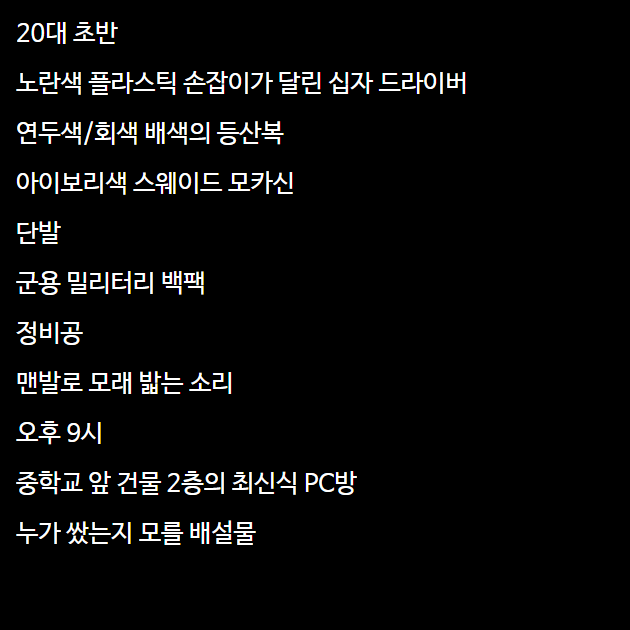 20대 초반
노란색 플라스틱 손잡이가 달린 십자 드라이버
연두색/회색 배색의 등산복
아이보리색 스웨이드 모카신
단발
군용 밀리터리 백팩
정비공
맨발로 모래 밟는 소리
오후 9시
중학교 앞 건물 2층의 최신식 PC방
누가 쌌는지 모를 배설물